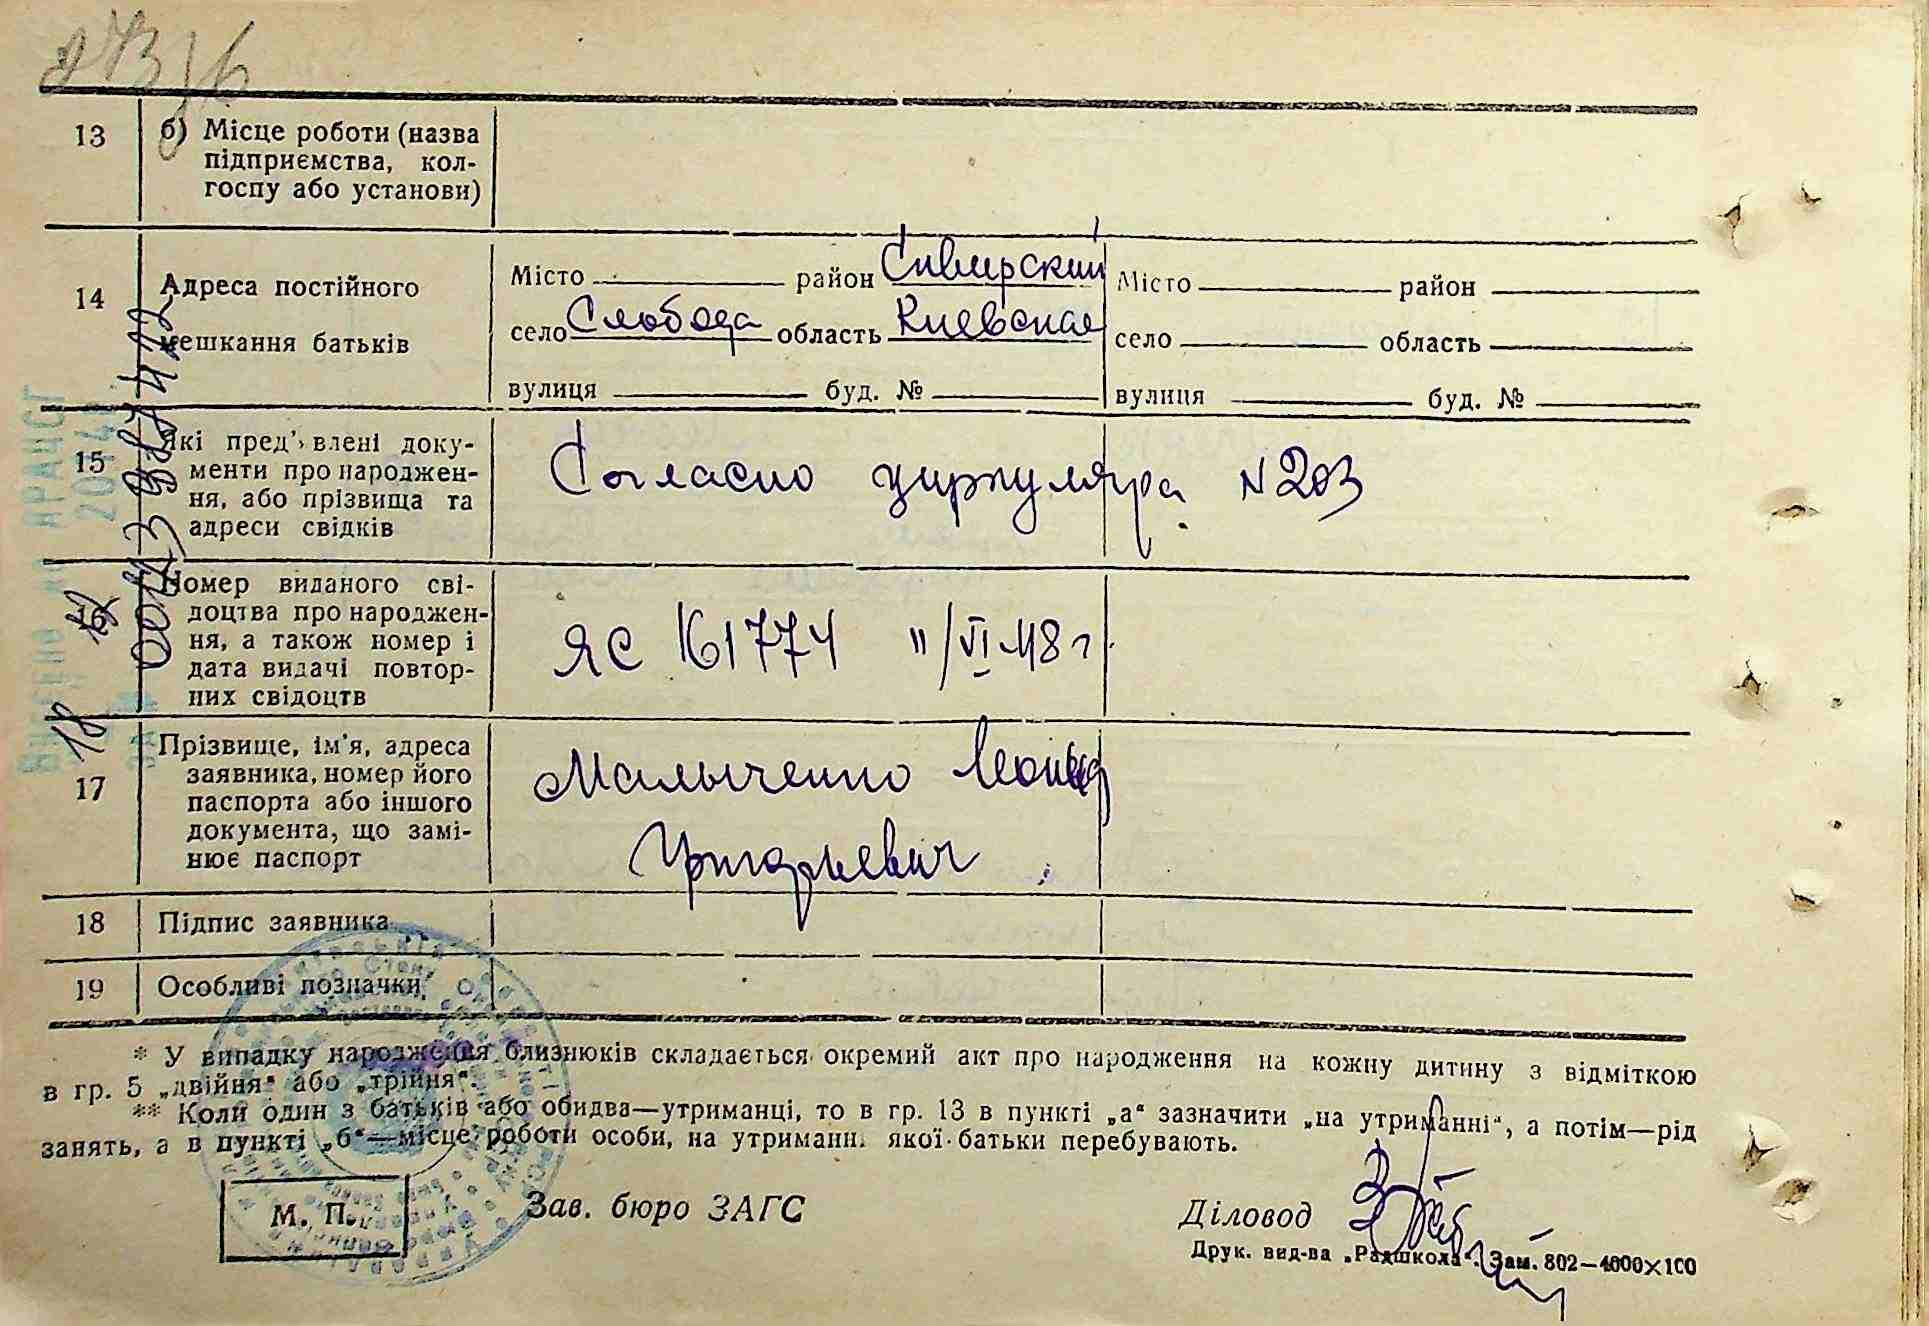 13 б) Місце роботи (назва
підприємства, кол-
госпу або установи)
14 Адреса постійного
мешкання батьків
Місто район Сивирский
село Слобода область Киевская
вулиця буд. №
Місто район
село область
вулиця буд. №
15 Які пред'явлені доку-
менти про народжен-
ня, або прізвища та
адреси свідків
Согласно циркуляра N 203
16 Номер виданого сві-
доцтва про народжен-
ня, а також номер і
дата видачі повтор-
них свідоцтв
ЯС 161774 11/VI 48 г
17 Прізвище, ім'я, адреса
заявника, номер його
паспорта або іншого
документа, що замі-
нює паспорт
Малыченко Леонид
Григорьевич
18 Підпис заявника
19 Особливі позначки
* У випадку народження близнюків складається окремий акт про народження на кожну дитину з відміткою
в гр. 5 „двійня“ або „трійня“.
** Коли один з батьків або обидва—утриманці, то в гр. 13 в пункті „а“ зазначити „на утриманні“, а потім—рід
занять, а в пункті „б“—місце роботи особи, на утриманні якої батьки перебувають.
М. П.
Зав. бюро ЗАГС
Діловод
Друк. вид-ва „Радшкола“. Зам. 802—4000×100